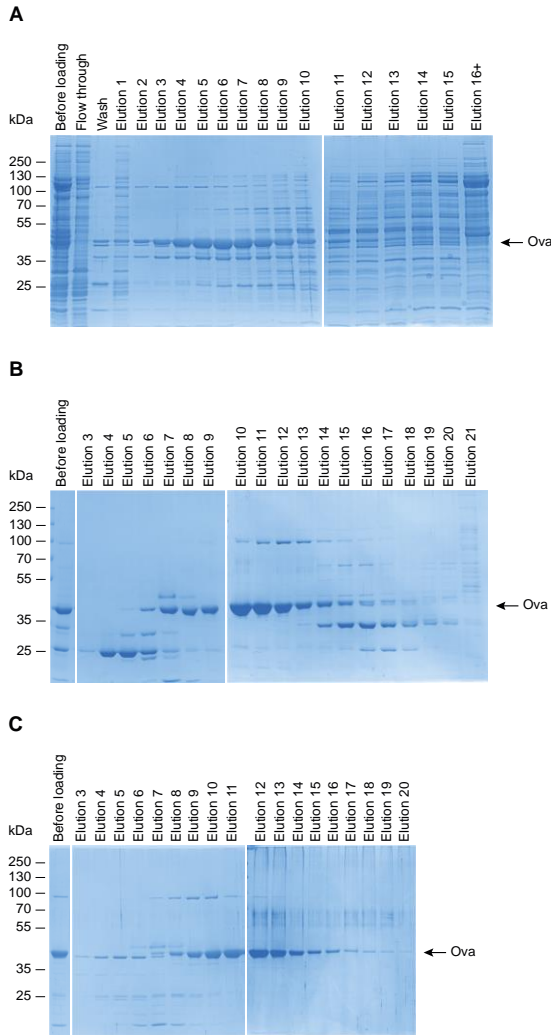 A
Before loading
Flow through
Wash
Elution 1
Elution 2
Elution 3
Elution 4
Elution 5
Elution 6
Elution 7
Elution 8
Elution 9
Elution 10
Elution 11
Elution 12
Elution 13
Elution 14
Elution 15
Elution 16+
kDa
250
130
100
70
55
35
25
Ova
B
Before loading
Elution 3
Elution 4
Elution 5
Elution 6
Elution 7
Elution 8
Elution 9
Elution 10
Elution 11
Elution 12
Elution 13
Elution 14
Elution 15
Elution 16
Elution 17
Elution 18
Elution 19
Elution 20
Elution 21
kDa
250
130
100
70
55
35
25
Ova
C
Before loading
Elution 3
Elution 4
Elution 5
Elution 6
Elution 7
Elution 8
Elution 9
Elution 10
Elution 11
Elution 12
Elution 13
Elution 14
Elution 15
Elution 16
Elution 17
Elution 18
Elution 19
Elution 20
kDa
250
130
100
70
55
35
25
Ova